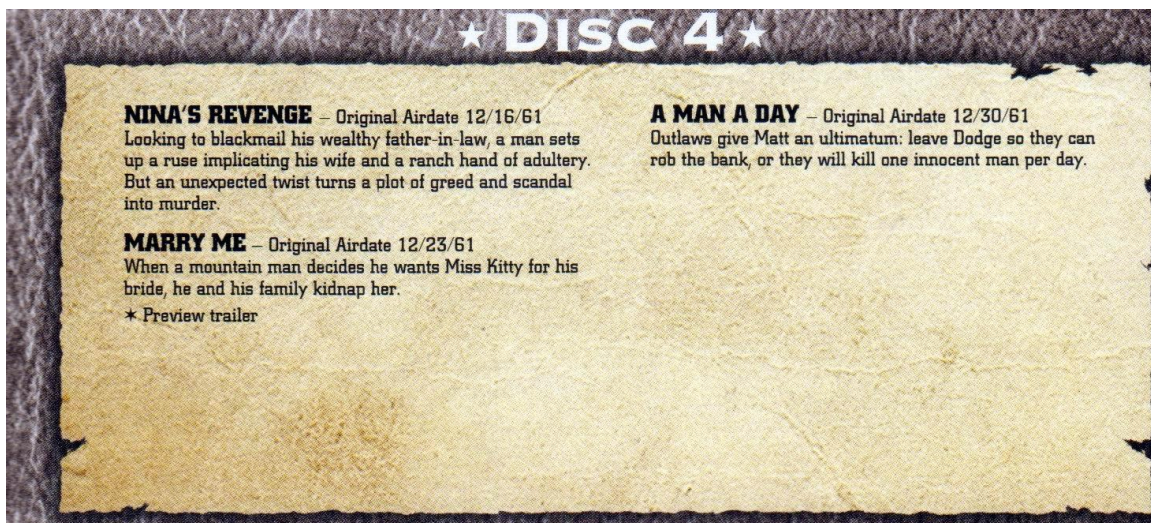 ★ DISC 4 ★
NINA'S REVENGE – Original Airdate 12/16/61
Looking to blackmail his wealthy father-in-law, a man sets
up a ruse implicating his wife and a ranch hand of adultery.
But an unexpected twist turns a plot of greed and scandal
into murder.
MARRY ME – Original Airdate 12/23/61
When a mountain man decides he wants Miss Kitty for his
bride, he and his family kidnap her.
✶ Preview trailer
A MAN A DAY – Original Airdate 12/30/61
Outlaws give Matt an ultimatum: leave Dodge so they can
rob the bank, or they will kill one innocent man per day.